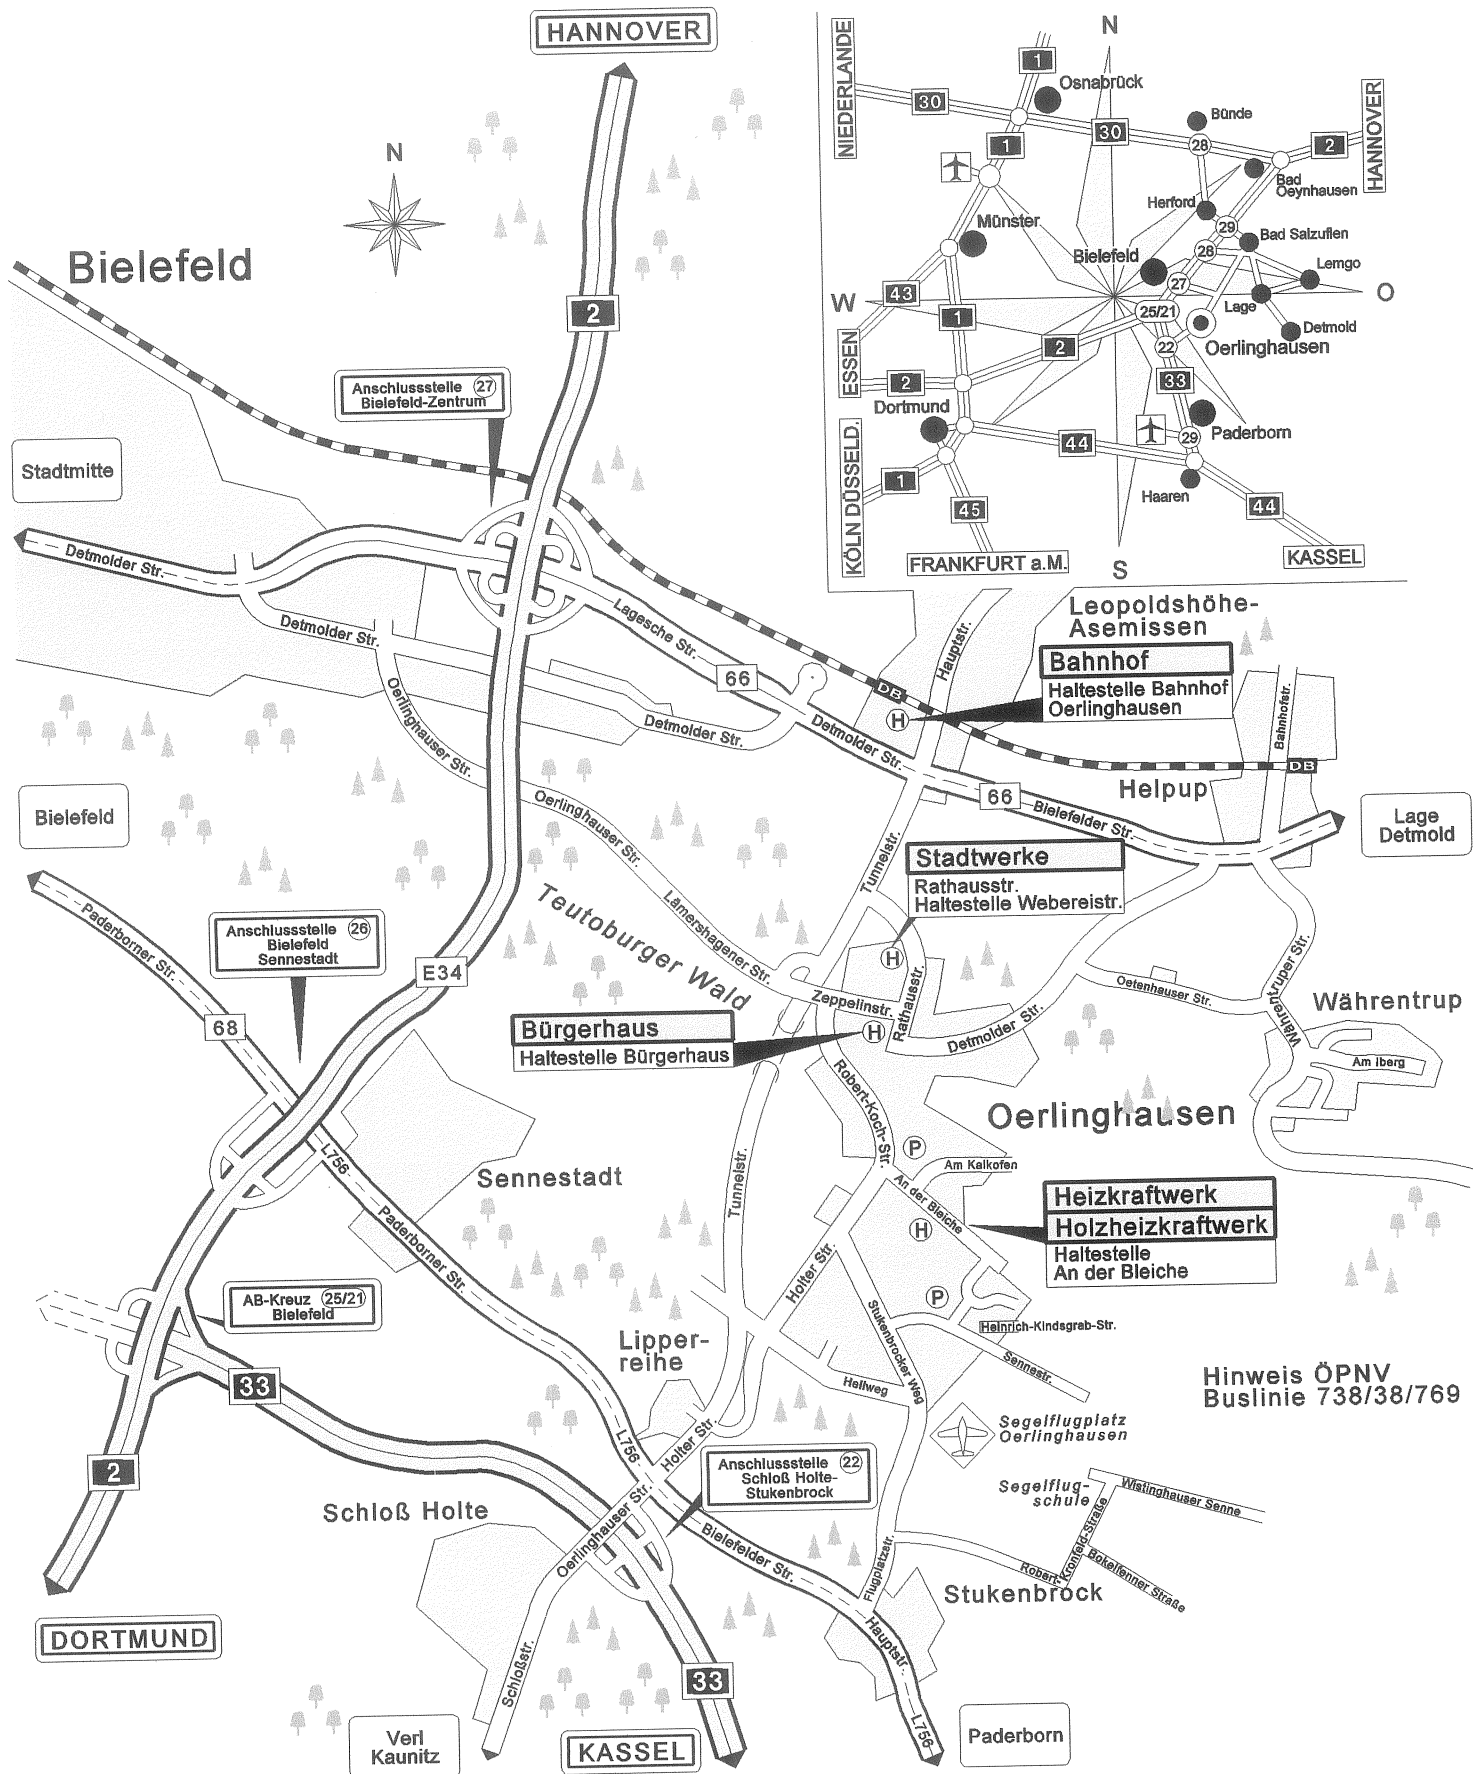 HANNOVER
N
Bielefeld
2
Anschlussstelle 27
Bielefeld-Zentrum
Stadtmitte
Detmolder Str.
Detmolder Str.
Lagesche Str.
66
Oerlinghauser Str.
Detmolder Str.
Detmolder Str.
DB
H
Hauptstr.
Leopoldshöhe-
Asemissen
Bahnhof
Haltestelle Bahnhof
Oerlinghausen
Bahnhofstr.
DB
Helpup
66
Bielefelder Str.
Lage
Detmold
Bielefeld
Oerlinghauser Str.
Tunnelstr.
Stadtwerke
Rathausstr.
Haltestelle Webereistr.
Lämershagener Str.
Teutoburger Wald
Paderborner Str.
Anschlussstelle 26
Bielefeld
Sennestadt
E34
68
H
Zeppelinstr.
Rathausstr.
Detmolder Str.
Oetenhauser Str.
Währentruper Str.
Währentrup
Am Iberg
Bürgerhaus
Haltestelle Bürgerhaus
H
Robert-Koch-Str.
Oerlinghausen
P
Am Kalkofen
An der Bleiche
H
Heizkraftwerk
Holzheizkraftwerk
Haltestelle
An der Bleiche
Sennestadt
L756
Paderborner Str.
Tunnelstr.
Holter Str.
P
Heinrich-Kindsgrab-Str.
Stukenbrocker Weg
Sennestr.
Hellweg
AB-Kreuz 25/21
Bielefeld
33
Lipper-
reihe
Hinweis ÖPNV
Buslinie 738/38/769
Segelflugplatz
Oerlinghausen
Segelflug-
schule
Wistinghauser Senne
Robert-Kronfeld-Straße
Bokelfenner Straße
L756
Holter Str.
Anschlussstelle 22
Schloß Holte-
Stukenbrock
2
Schloß Holte
Oerlinghauser Str.
Bielefelder Str.
Flugplatzstr.
Stukenbrock
Hauptstr.
DORTMUND
Schloßstr.
33
L756
Verl
Kaunitz
KASSEL
Paderborn
N
NIEDERLANDE
1
Osnabrück
30
30
Bünde
28
2
HANNOVER
1
Bad
Oeynhausen
Herford
29
Münster
Bad Salzuflen
28
Bielefeld
Lemgo
27
43
W
O
1
25/21
Lage
Detmold
22
Oerlinghausen
ESSEN
2
2
33
Dortmund
Paderborn
44
29
KÖLN DÜSSELD.
1
Haaren
45
44
FRANKFURT a.M.
S
KASSEL